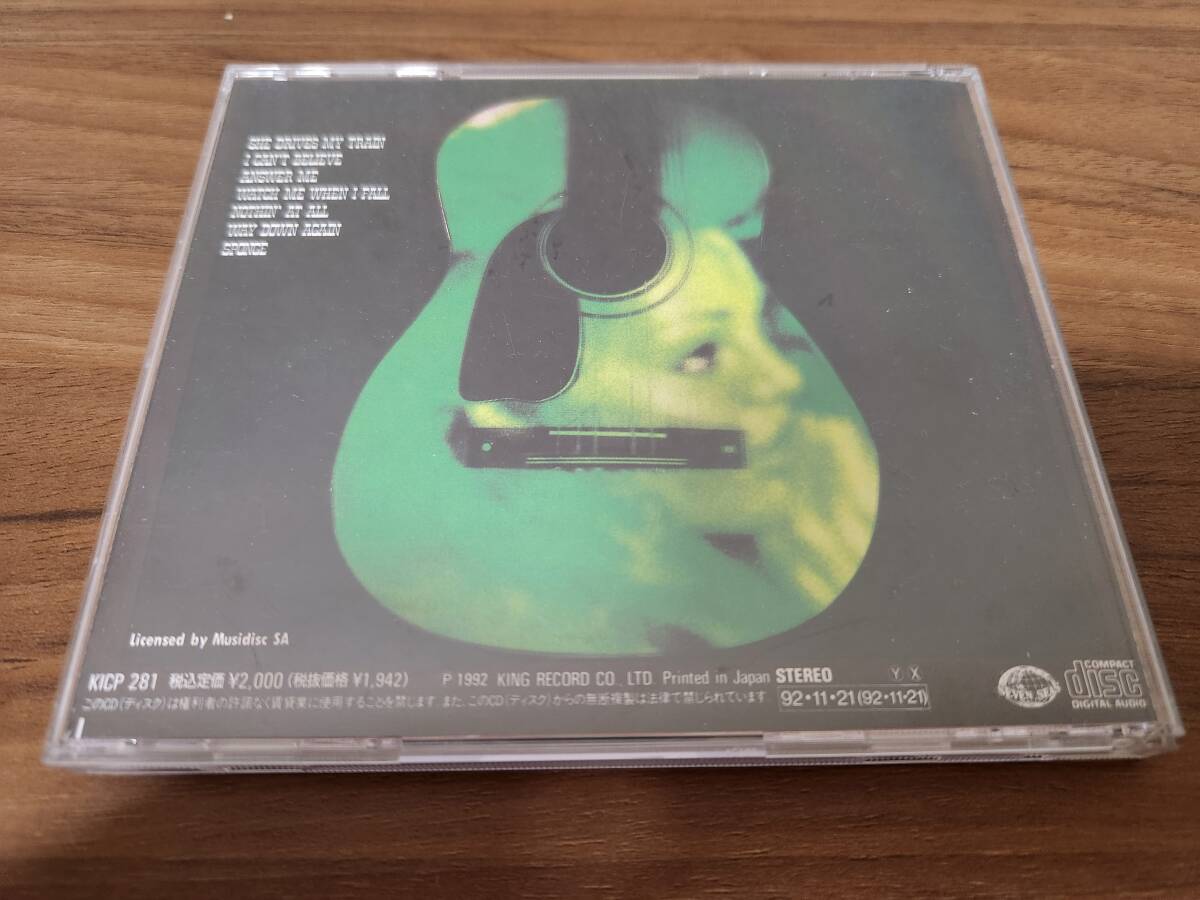 SHE DRIVES MY TRAIN
I CAN'T BELIEVE
ANSWER ME
WATCH ME WHEN I FALL
NOTHIN' AT ALL
WAY DOWN AGAIN
SPONGE
Licensed by Musidisc SA
KICP 281 税込定価¥2,000(税抜価格¥1,942) P 1992 KING RECORD CO., LTD. Printed in Japan STEREO Y X
このCD(ディスク)は権利者の許諾なく賃貸業に使用することを禁じます。また、このCD(ディスク)からの無断複製は法律で禁じられています 92・11・21(92・11・21)
SEVEN SEAS
COMPACT
disc
DIGITAL AUDIO